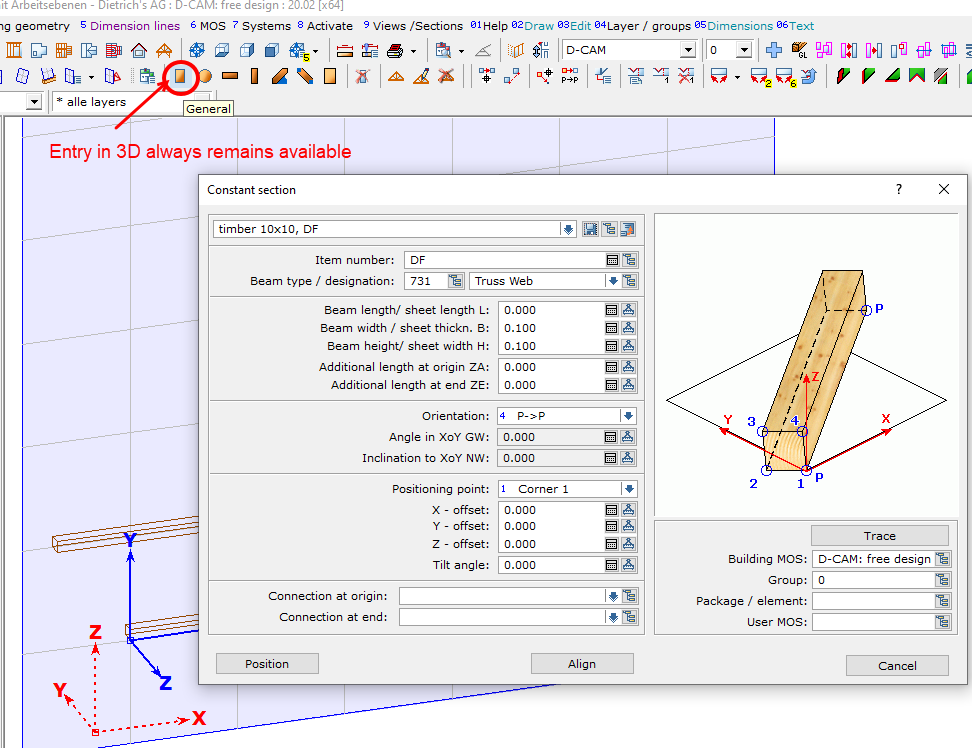 it Arbeitsebenen - Dietrich's AG : D-CAM: free design : 20.02 [x64]
ng geometry 5 Dimension lines 6 MOS 7 Systems 8 Activate 9 Views /Sections 01Help 02Draw 03Edit 04Layer / groups 05Dimensions 06Text
5 GL D-CAM 0
1 1 P->P 2 6
* alle layers
General
Entry in 3D always remains available
Constant section
?
timber 10x10, DF
Item number: DF
Beam type / designation: 731 Truss Web
Beam length/ sheet length L: 0.000
Beam width / sheet thickn. B: 0.100
Beam height/ sheet width H: 0.100
Additional length at origin ZA: 0.000
Additional length at end ZE: 0.000
Orientation: 4 P->P
Angle in XoY GW: 0.000
Inclination to XoY NW: 0.000
Positioning point: 1 Corner 1
X - offset: 0.000
Y - offset: 0.000
Z - offset: 0.000
Tilt angle: 0.000
Connection at origin:
Connection at end:
Position
Align
P
Z
Y
X
3
4
2
1
P
Trace
Building MOS: D-CAM: free design
Group: 0
Package / element:
User MOS:
Cancel
Y
Z
Z
Y
X